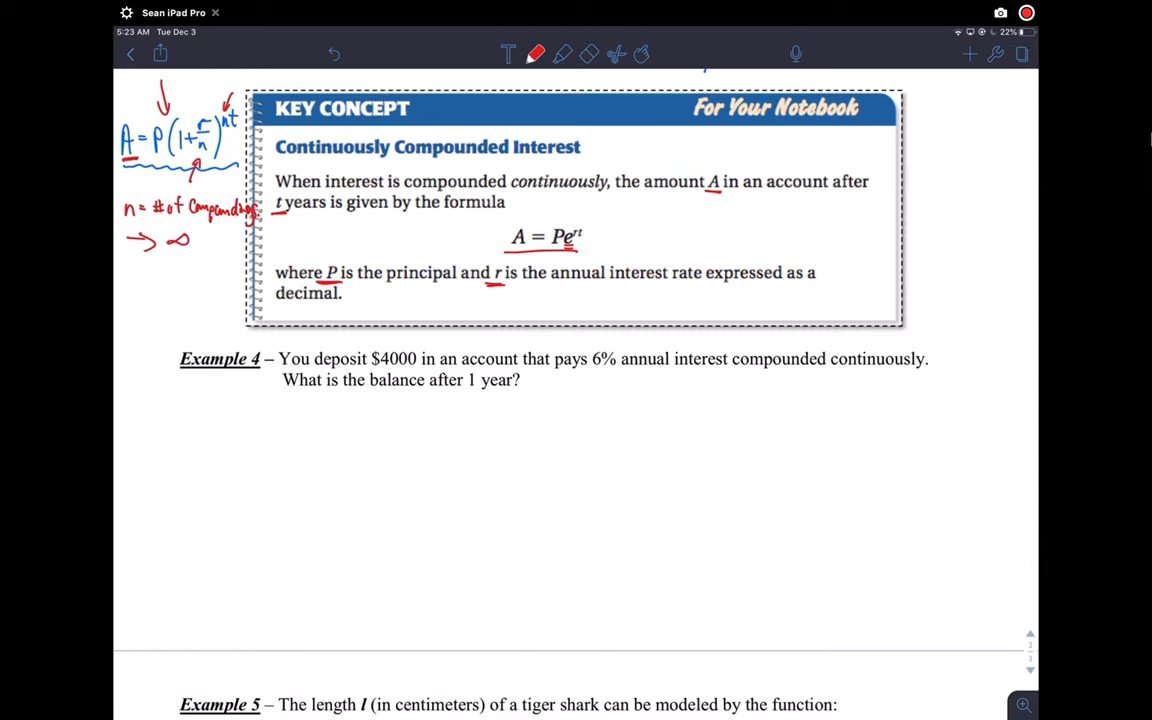 Sean iPad Pro ×
5:23 AM Tue Dec 3
22%
T
A = P(1+r/n)^nt
n = # of compoundings.
→ ∞
KEY CONCEPT
For Your Notebook
Continuously Compounded Interest
When interest is compounded continuously, the amount A in an account after
t years is given by the formula
A = Pe^rt
where P is the principal and r is the annual interest rate expressed as a
decimal.
Example 4 – You deposit $4000 in an account that pays 6% annual interest compounded continuously.
What is the balance after 1 year?
2
3
Example 5 – The length l (in centimeters) of a tiger shark can be modeled by the function: